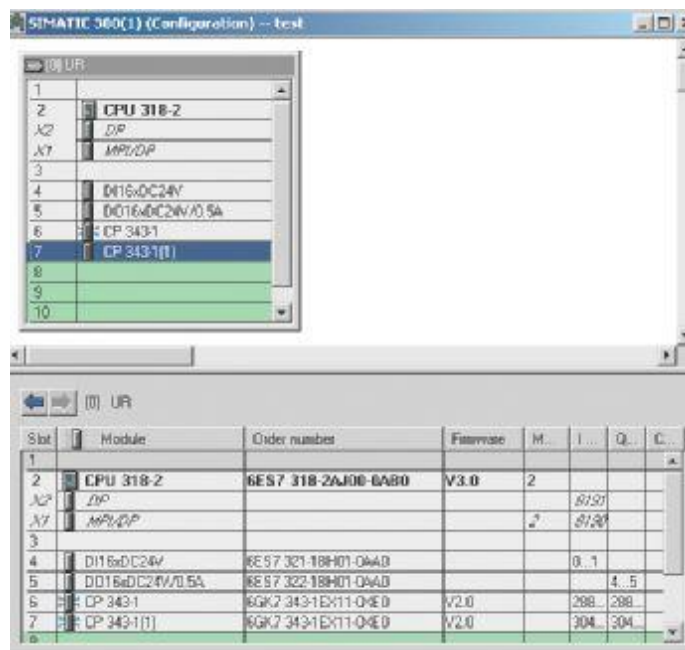 SIMATIC 300(1) (Configuration) -- test
(0) UR
1
2 CPU 318-2
X2 DP
X1 MPI/DP
3
4 DI16xDC24V
5 DO16xDC24V/0.5A
6 CP 343-1
7 CP 343-1(1)
8
9
10
(0) UR
Slot Module Order number Firmware M... I ... Q... C...
1
2 CPU 318-2 6ES7 318-2AJ00-0AB0 V3.0 2
X2 DP 8191
X1 MPI/DP 2 8190
3
4 DI16xDC24V 6ES7 321-1BH01-0AA0 0...1
5 DO16xDC24V/0.5A 6ES7 322-1BH01-0AA0 4...5
6 CP 343-1 6GK7 343-1EX11-0XE0 V2.0 288... 288...
7 CP 343-1(1) 6GK7 343-1EX11-0XE0 V2.0 304... 304...